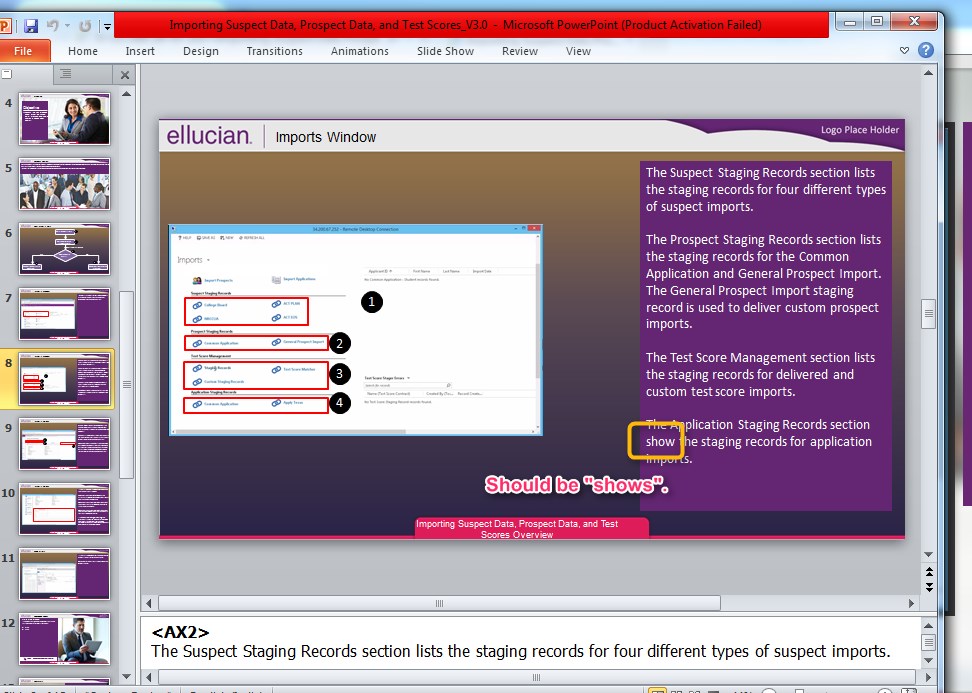 Importing Suspect Data, Prospect Data, and Test Scores_V3.0 - Microsoft PowerPoint (Product Activation Failed)
File Home Insert Design Transitions Animations Slide Show Review View
4
5
6
7
8
9
10
11
12
ellucian. Imports Window
Logo Place Holder
The Suspect Staging Records section lists
the staging records for four different types
of suspect imports.
The Prospect Staging Records section lists
the staging records for the Common
Application and General Prospect Import.
The General Prospect Import staging
record is used to deliver custom prospect
imports.
The Test Score Management section lists
the staging records for delivered and
custom test score imports.
The Application Staging Records section
show the staging records for application
imports.
Imports
Import Prospects
Import Applications
Suspect Staging Records
College Board
ACT PLAN
Prospect Staging Records
Common Application
General Prospect Import
Test Score Management
Staging Records
Test Score Matcher
Custom Staging Records
Application Staging Records
Common Application
Apply Texas
1
2
3
4
Should be "shows".
Importing Suspect Data, Prospect Data, and Test
Scores Overview
<AX2>
The Suspect Staging Records section lists the staging records for four different types of suspect imports.